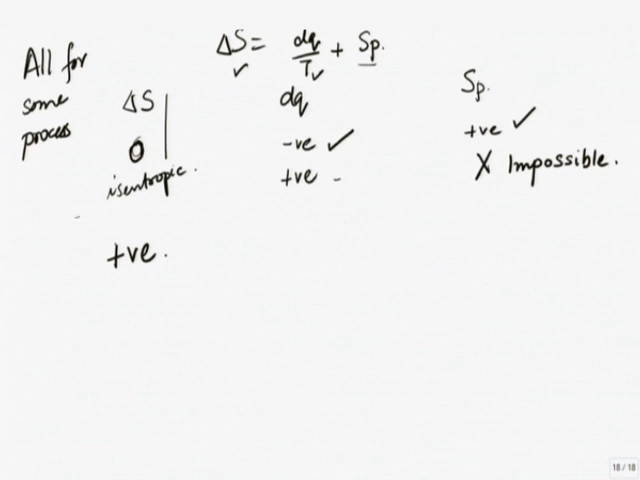 All for
some
process
ΔS = dq/T + Sp.
ΔS
dq
Sp.
0
-ve ✓
+ve ✓
isentropic.
+ve -
X Impossible.
+ve.
18 / 18